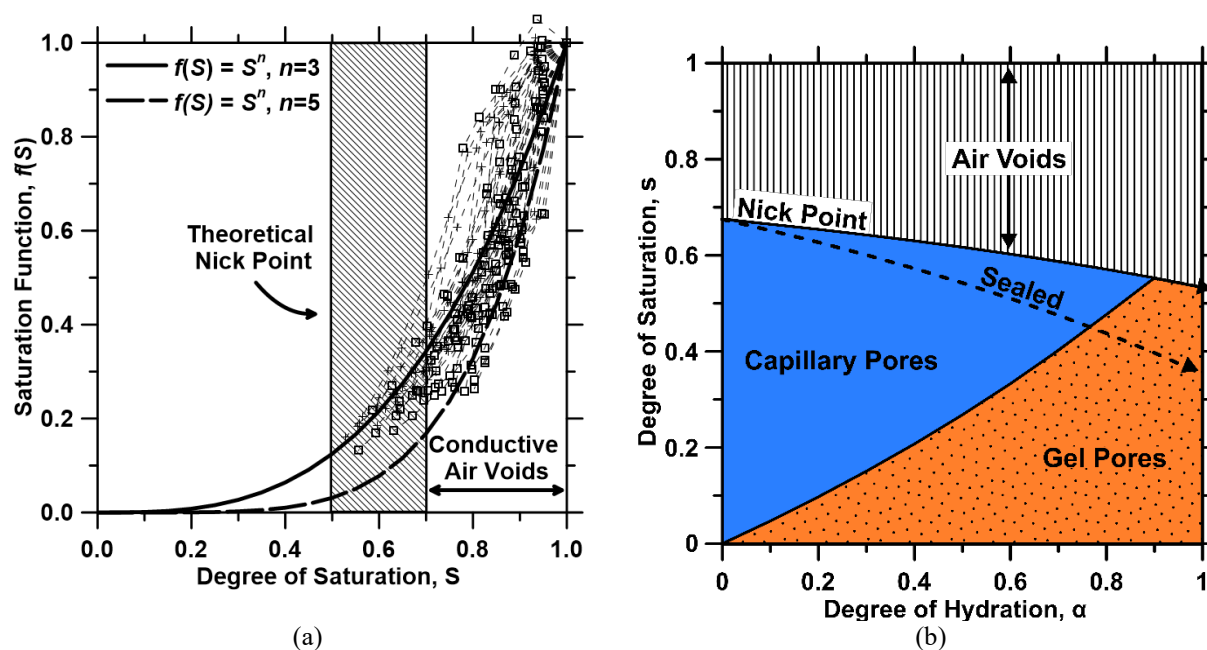 1.0
0.8
0.6
0.4
0.2
0.0
Saturation Function, f(S)
f(S) = Sⁿ, n=3
f(S) = Sⁿ, n=5
Theoretical
Nick Point
Conductive
Air Voids
0.0 0.2 0.4 0.6 0.8 1.0
Degree of Saturation, S
(a)
1
0.8
0.6
0.4
0.2
0
Degree of Saturation, s
Air Voids
Nick Point
Sealed
Capillary Pores
Gel Pores
0 0.2 0.4 0.6 0.8 1
Degree of Hydration, α
(b)